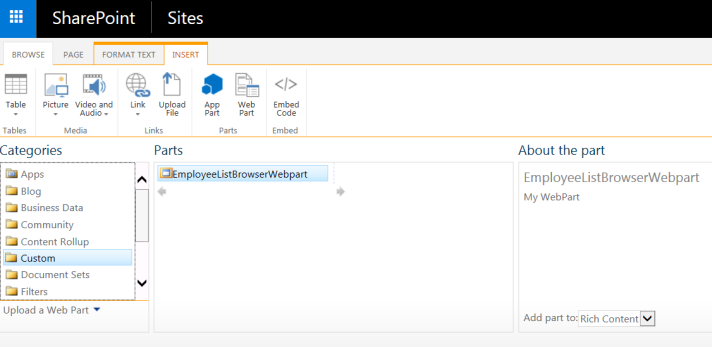 SharePoint Sites
BROWSE PAGE FORMAT TEXT INSERT
Table Picture Video and Audio Link Upload File App Part Web Part Embed Code
Tables Media Links Parts Embed
Categories
Apps
Blog
Business Data
Community
Content Rollup
Custom
Document Sets
Filters
Upload a Web Part
Parts
EmployeeListBrowserWebpart
About the part
EmployeeListBrowserWebpart
My WebPart
Add part to: Rich Content